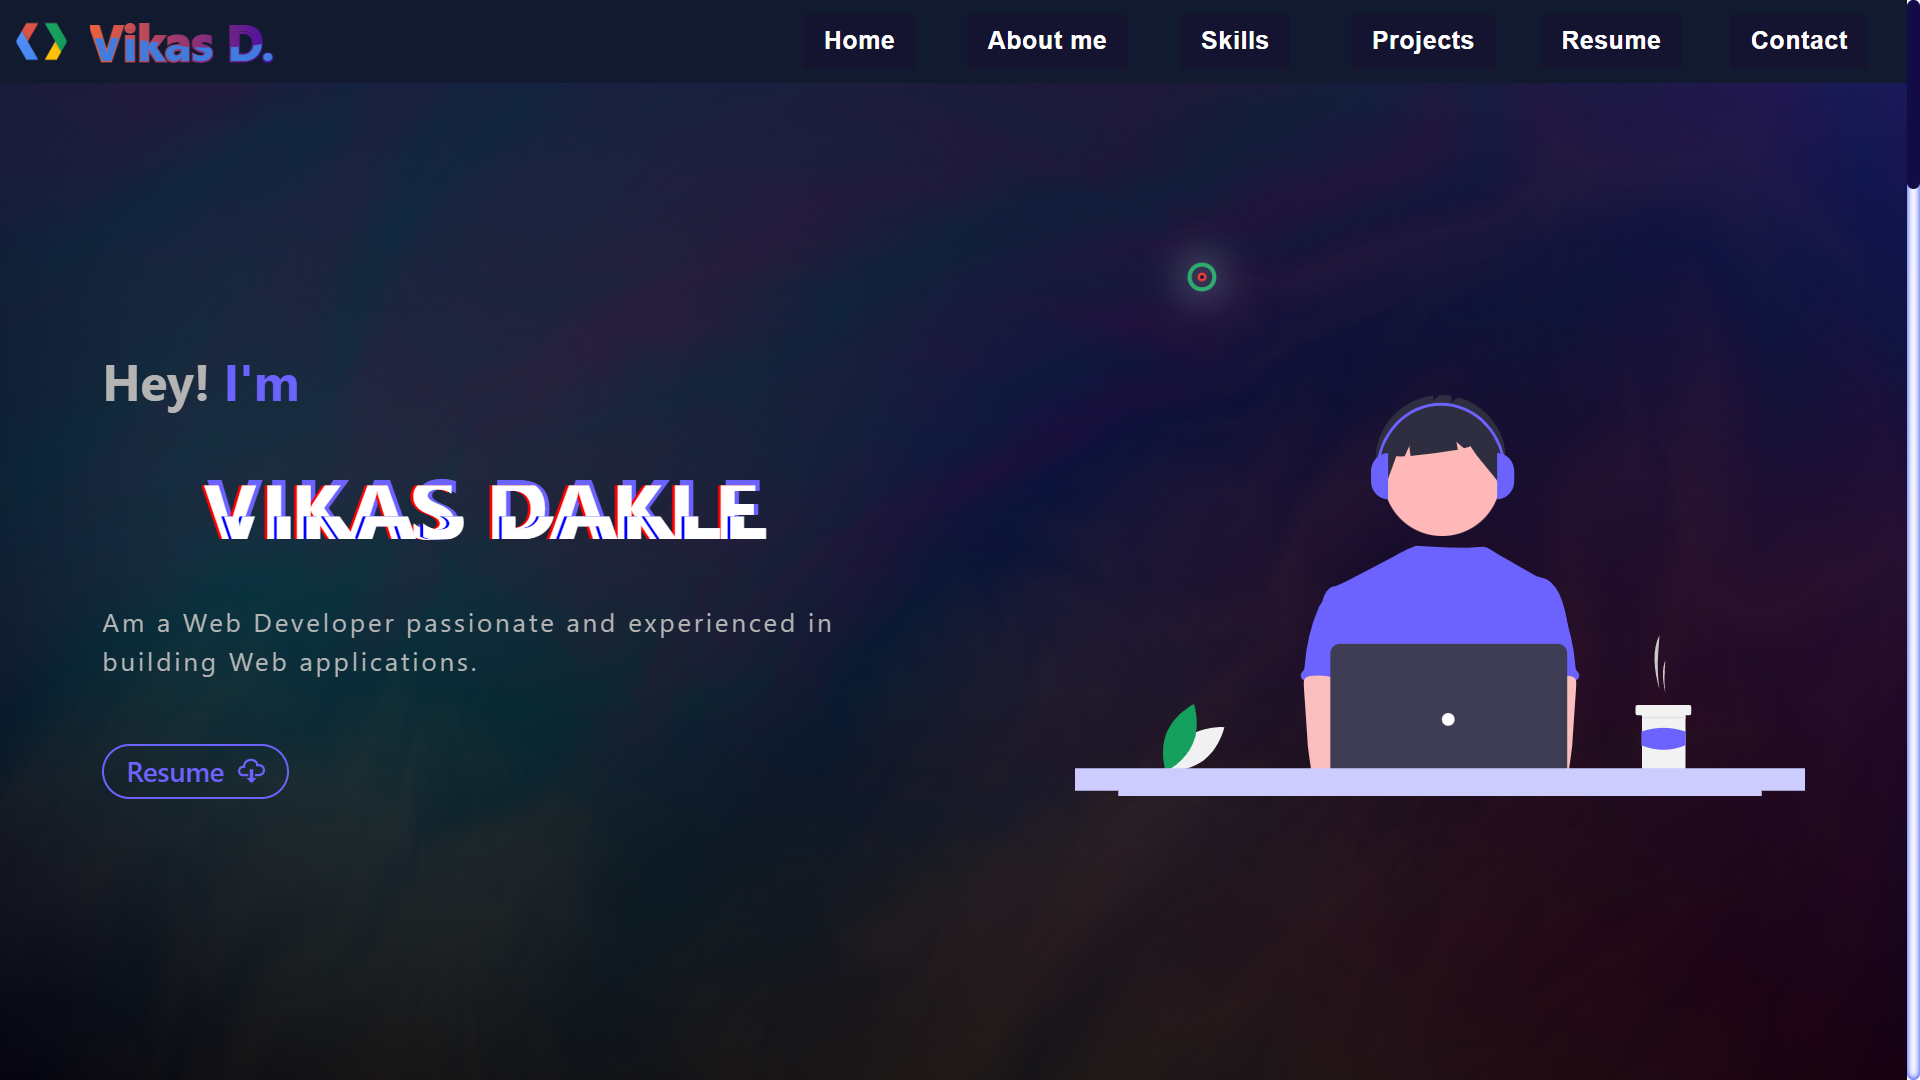 Vikas D.
Home
About me
Skills
Projects
Resume
Contact
Hey! I'm
VIKAS DAKLE
Am a Web Developer passionate and experienced in
building Web applications.
Resume